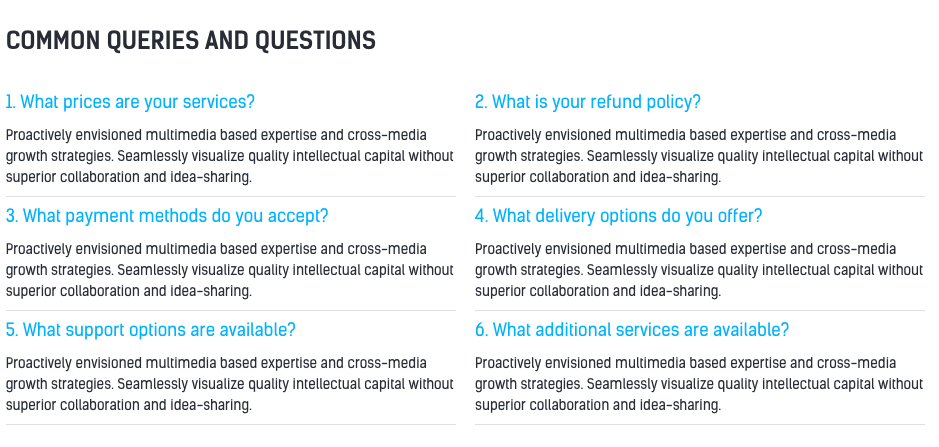 COMMON QUERIES AND QUESTIONS
1. What prices are your services?
Proactively envisioned multimedia based expertise and cross-media
growth strategies. Seamlessly visualize quality intellectual capital without
superior collaboration and idea-sharing.
2. What is your refund policy?
Proactively envisioned multimedia based expertise and cross-media
growth strategies. Seamlessly visualize quality intellectual capital without
superior collaboration and idea-sharing.
3. What payment methods do you accept?
Proactively envisioned multimedia based expertise and cross-media
growth strategies. Seamlessly visualize quality intellectual capital without
superior collaboration and idea-sharing.
4. What delivery options do you offer?
Proactively envisioned multimedia based expertise and cross-media
growth strategies. Seamlessly visualize quality intellectual capital without
superior collaboration and idea-sharing.
5. What support options are available?
Proactively envisioned multimedia based expertise and cross-media
growth strategies. Seamlessly visualize quality intellectual capital without
superior collaboration and idea-sharing.
6. What additional services are available?
Proactively envisioned multimedia based expertise and cross-media
growth strategies. Seamlessly visualize quality intellectual capital without
superior collaboration and idea-sharing.